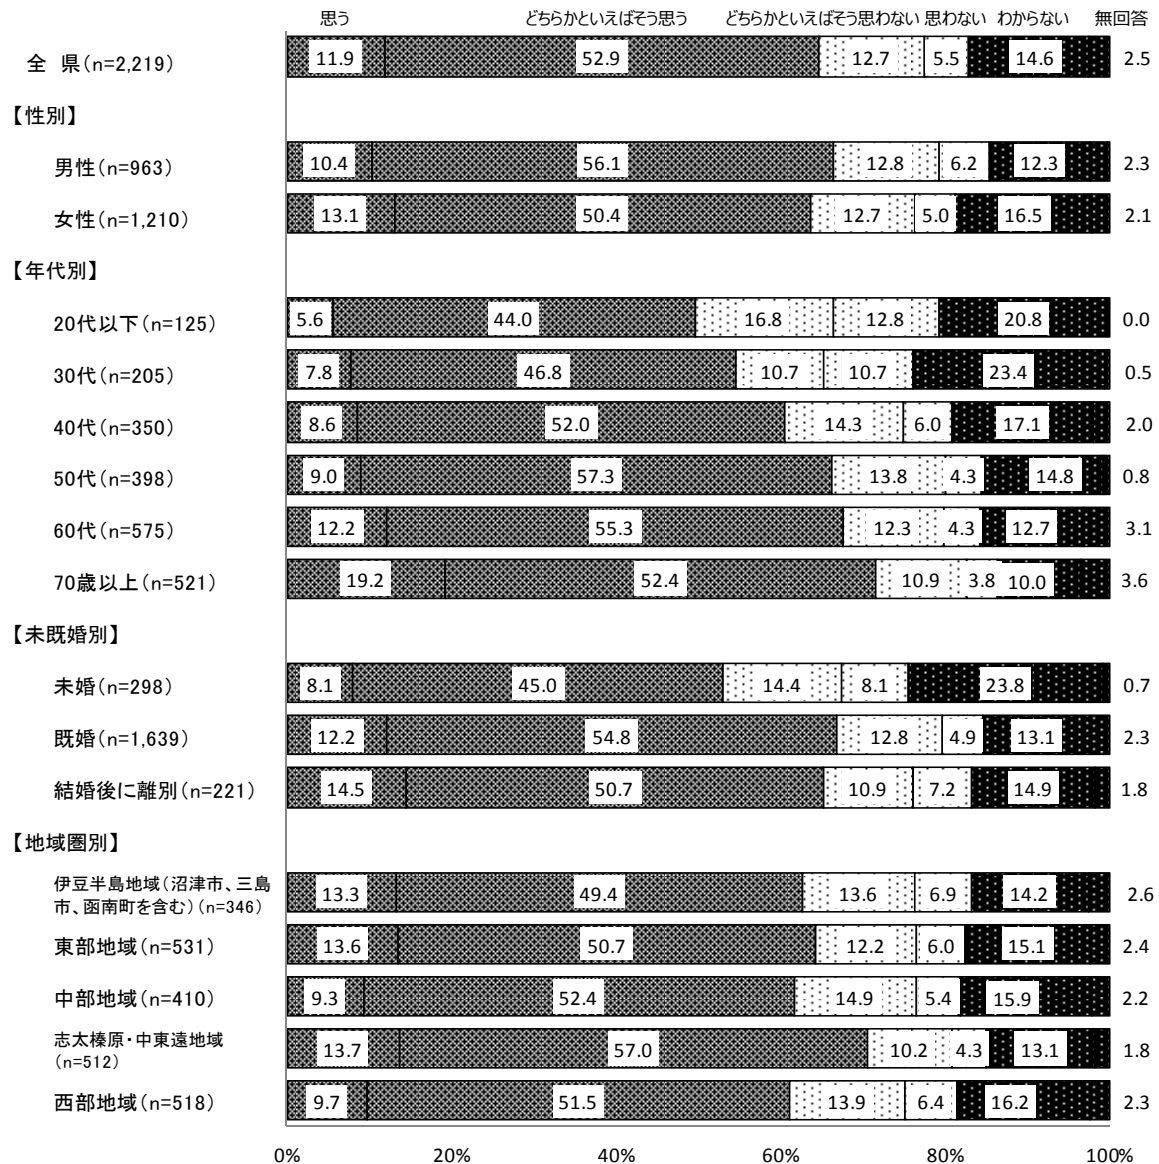 思う どちらかといえばそう思う どちらかといえばそう思わない 思わない わからない 無回答
全 県(n=2,219) 11.9 52.9 12.7 5.5 14.6 2.5
【性別】
男性(n=963) 10.4 56.1 12.8 6.2 12.3 2.3
女性(n=1,210) 13.1 50.4 12.7 5.0 16.5 2.1
【年代別】
20代以下(n=125) 5.6 44.0 16.8 12.8 20.8 0.0
30代(n=205) 7.8 46.8 10.7 10.7 23.4 0.5
40代(n=350) 8.6 52.0 14.3 6.0 17.1 2.0
50代(n=398) 9.0 57.3 13.8 4.3 14.8 0.8
60代(n=575) 12.2 55.3 12.3 4.3 12.7 3.1
70歳以上(n=521) 19.2 52.4 10.9 3.8 10.0 3.6
【未既婚別】
未婚(n=298) 8.1 45.0 14.4 8.1 23.8 0.7
既婚(n=1,639) 12.2 54.8 12.8 4.9 13.1 2.3
結婚後に離別(n=221) 14.5 50.7 10.9 7.2 14.9 1.8
【地域圏別】
伊豆半島地域(沼津市、三島
市、函南町を含む)(n=346) 13.3 49.4 13.6 6.9 14.2 2.6
東部地域(n=531) 13.6 50.7 12.2 6.0 15.1 2.4
中部地域(n=410) 9.3 52.4 14.9 5.4 15.9 2.2
志太榛原・中東遠地域
(n=512) 13.7 57.0 10.2 4.3 13.1 1.8
西部地域(n=518) 9.7 51.5 13.9 6.4 16.2 2.3
0% 20% 40% 60% 80% 100%